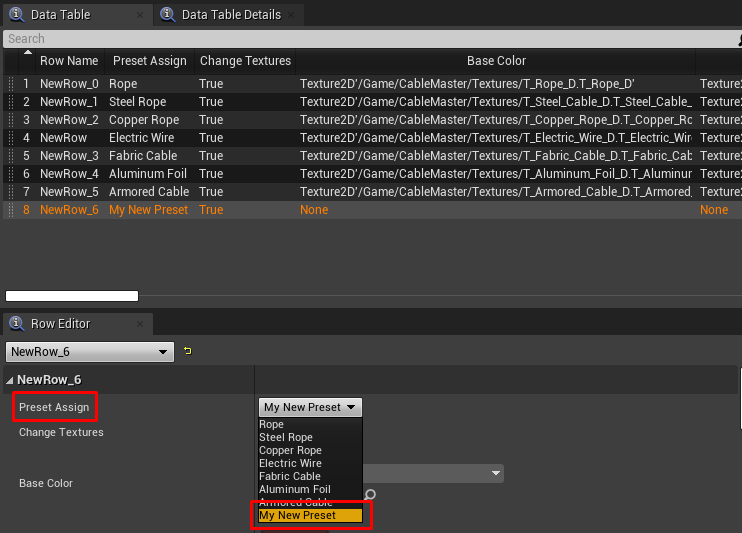 Data Table × Data Table Details ×
Search
Row Name Preset Assign Change Textures Base Color
1 NewRow_0 Rope True Texture2D'/Game/CableMaster/Textures/T_Rope_D.T_Rope_D' Texture2
2 NewRow_1 Steel Rope True Texture2D'/Game/CableMaster/Textures/T_Steel_Cable_D.T_Steel_Cable_ Texture2
3 NewRow_2 Copper Rope True Texture2D'/Game/CableMaster/Textures/T_Copper_Rope_D.T_Copper_Ro Texture2
4 NewRow Electric Wire True Texture2D'/Game/CableMaster/Textures/T_Electric_Wire_D.T_Electric_Wir Texture2
5 NewRow_3 Fabric Cable True Texture2D'/Game/CableMaster/Textures/T_Fabric_Cable_D.T_Fabric_Cab Texture2
6 NewRow_4 Aluminum Foil True Texture2D'/Game/CableMaster/Textures/T_Aluminum_Foil_D.T_Aluminur Texture2
7 NewRow_5 Armored Cable True Texture2D'/Game/CableMaster/Textures/T_Armored_Cable_D.T_Armored_ Texture2
8 NewRow_6 My New Preset True None None
Row Editor ×
NewRow_6
NewRow_6
Preset Assign My New Preset
Rope
Change Textures Steel Rope
Copper Rope
Electric Wire
Fabric Cable
Base Color Aluminum Foil
Armored Cable
My New Preset